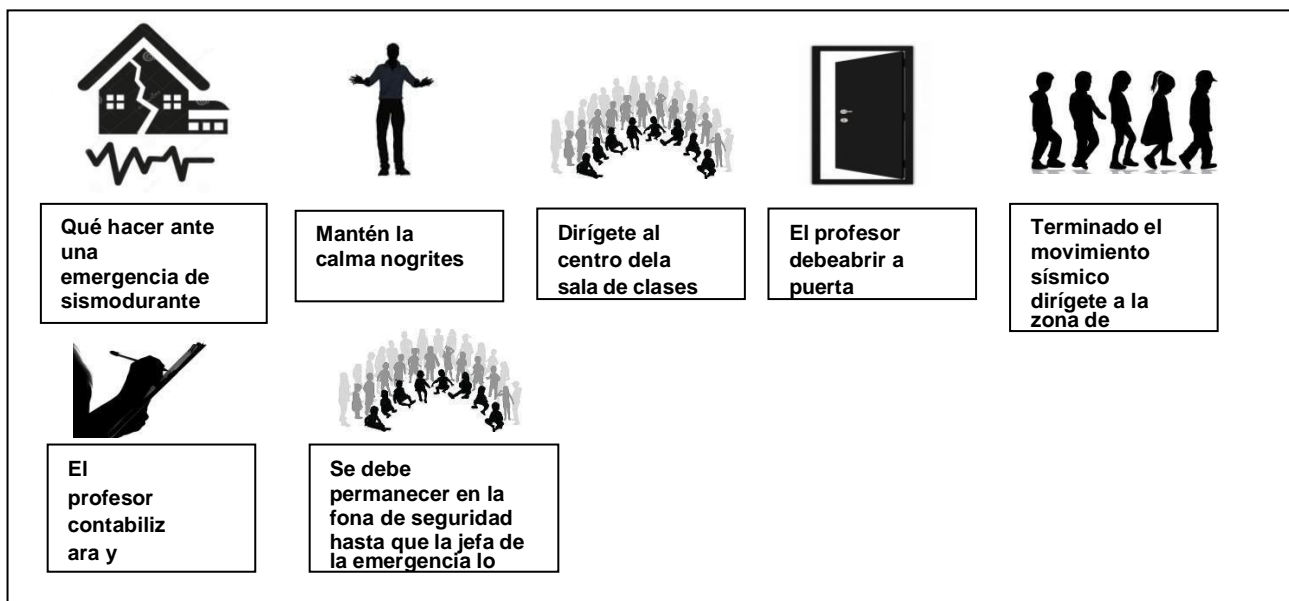 Qué hacer ante
una
emergencia de
sismodurante
Mantén la
calma nogrites
Dirígete al
centro dela
sala de clases
El profesor
debeabrir a
puerta
Terminado el
movimiento
sísmico
dirígete a la
zona de
El
profesor
contabiliz
ara y
Se debe
permanecer en la
fona de seguridad
hasta que la jefa de
la emergencia lo